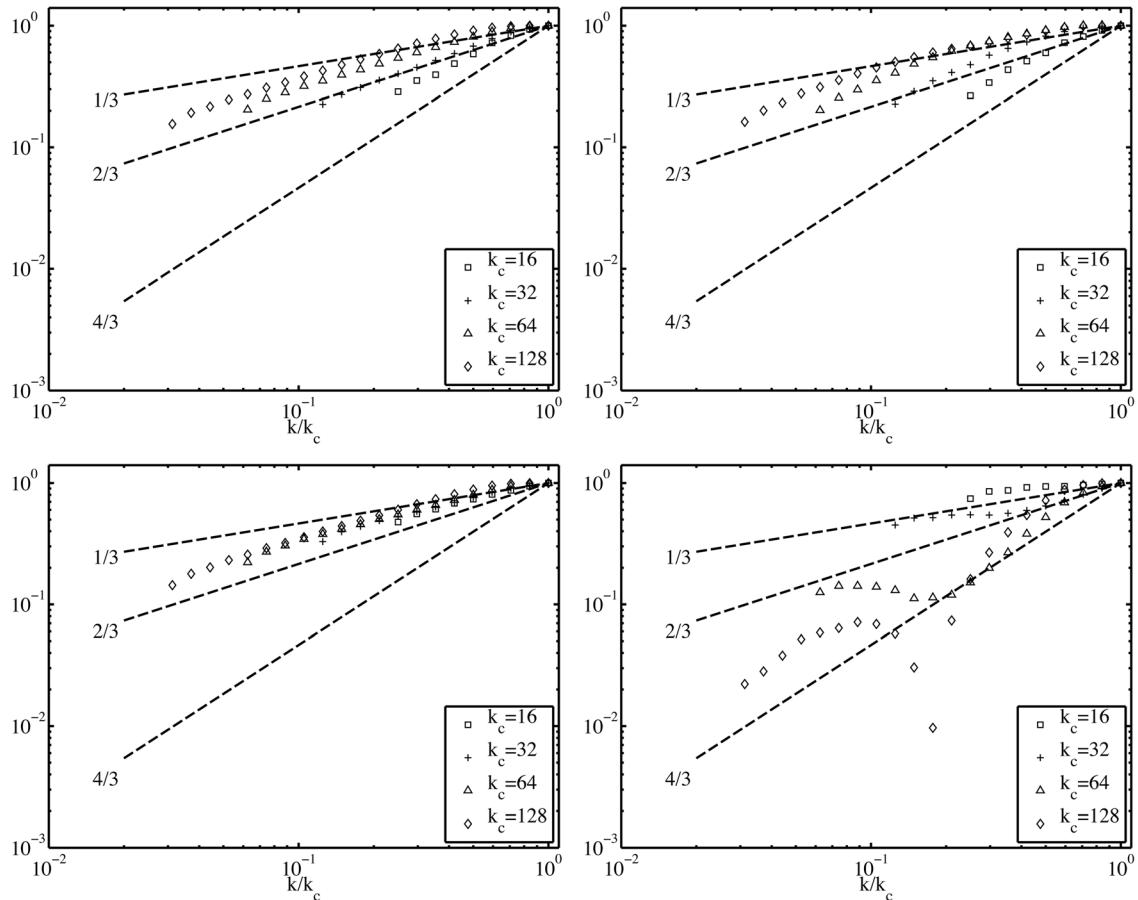 10^0
10^-1
10^-2
10^-3
1/3
2/3
4/3
k_c=16
k_c=32
k_c=64
k_c=128
10^-2
10^-1
10^0
k/k_c
10^0
10^-1
10^-2
10^-3
1/3
2/3
4/3
k_c=16
k_c=32
k_c=64
k_c=128
10^-2
10^-1
10^0
k/k_c
10^0
10^-1
10^-2
10^-3
1/3
2/3
4/3
k_c=16
k_c=32
k_c=64
k_c=128
10^-2
10^-1
10^0
k/k_c
10^0
10^-1
10^-2
10^-3
1/3
2/3
4/3
k_c=16
k_c=32
k_c=64
k_c=128
10^-2
10^-1
10^0
k/k_c